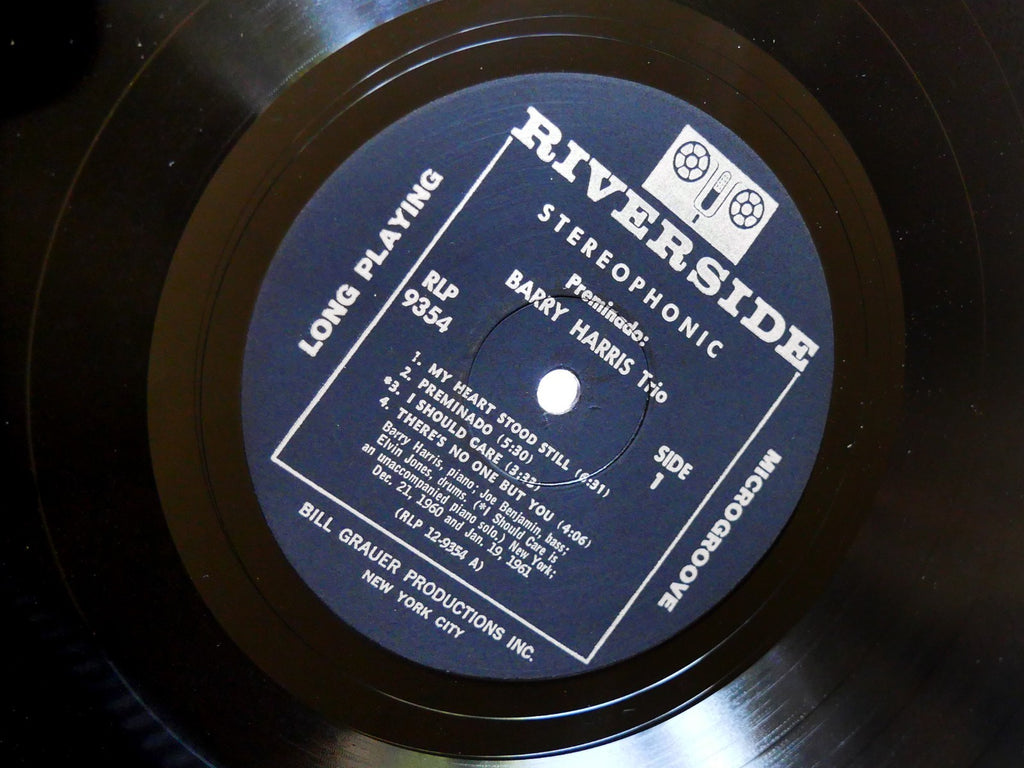 RIVERSIDE
STEREOPHONIC
LONG PLAYING
MICROGROOVE
Preminado:
BARRY HARRIS Trio
RLP
9354
SIDE
1
1. MY HEART STOOD STILL (6:31)
2. PREMINADO (5:30)
*3. I SHOULD CARE (3:33)
4. THERE'S NO ONE BUT YOU (4:06)
Barry Harris, piano; Joe Benjamin, bass;
Elvin Jones, drums. (*I Should Care is
an unaccompanied piano solo.) New York;
Dec. 21, 1960 and Jan. 19, 1961
(RLP 12-9354 A)
BILL GRAUER PRODUCTIONS INC.
NEW YORK CITY